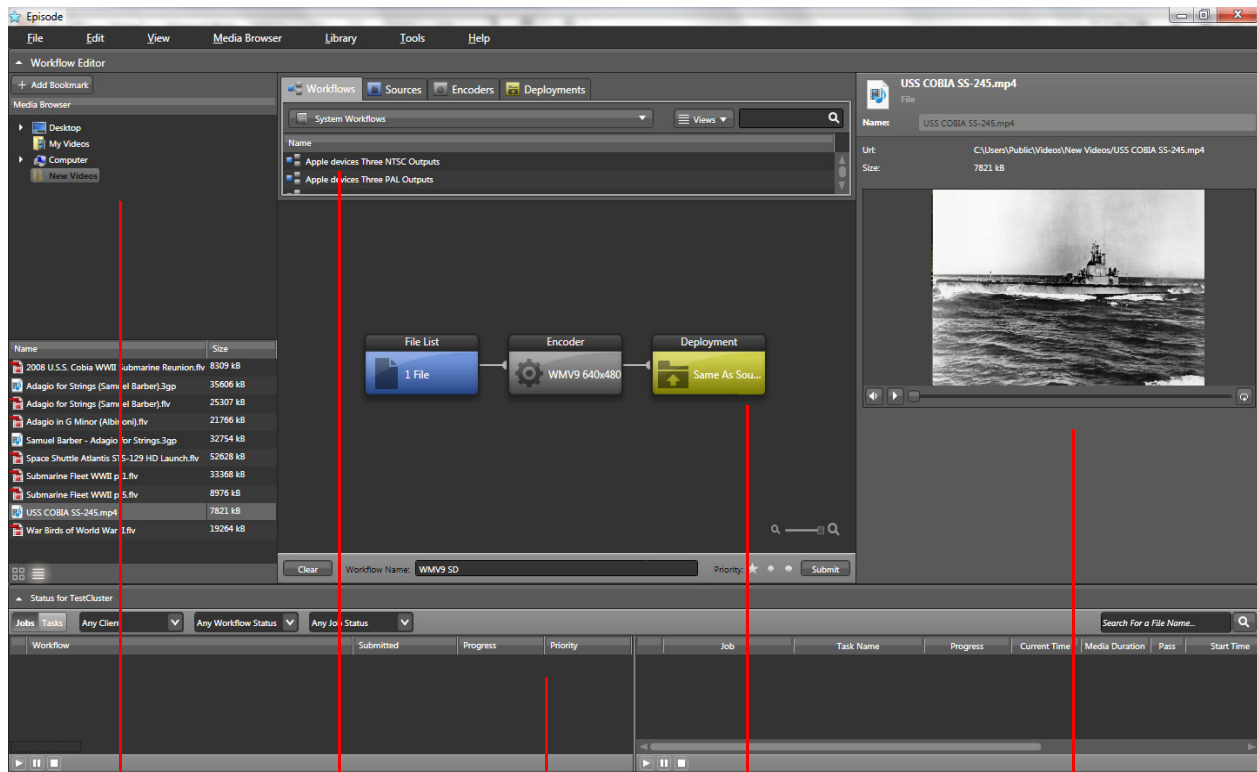 Episode
File Edit View Media Browser Library Tools Help
Workflow Editor
+ Add Bookmark
Media Browser
Desktop
My Videos
Computer
New Videos
Name Size
2008 U.S.S. Cobia WWII Submarine Reunion.flv 8309 kB
Adagio for Strings (Samuel Barber).3gp 35606 kB
Adagio for Strings (Samuel Barber).flv 25307 kB
Adagio in G Minor (Albinoni).flv 21766 kB
Samuel Barber - Adagio for Strings.3gp 32754 kB
Space Shuttle Atlantis STS-129 HD Launch.flv 52628 kB
Submarine Fleet WWII p 1.flv 33368 kB
Submarine Fleet WWII p 5.flv 8976 kB
USS COBIA SS-245.mp4 7821 kB
War Birds of World War II.flv 19264 kB
Workflows Sources Encoders Deployments
System Workflows Views
Name
Apple devices Three NTSC Outputs
Apple devices Three PAL Outputs
File List
1 File
Encoder
WMV9 640x480
Deployment
Same As Sou...
Clear Workflow Name: WMV9 SD Priority: Submit
USS COBIA SS-245.mp4
File
Name: USS COBIA SS-245.mp4
Url: C:\Users\Public\Videos\New Videos/USS COBIA SS-245.mp4
Size: 7821 kB
Status for TestCluster
Jobs Tasks Any Client Any Workflow Status Any Job Status Search For a File Name...
Workflow Submitted Progress Priority
Job Task Name Progress Current Time Media Duration Pass Start Time